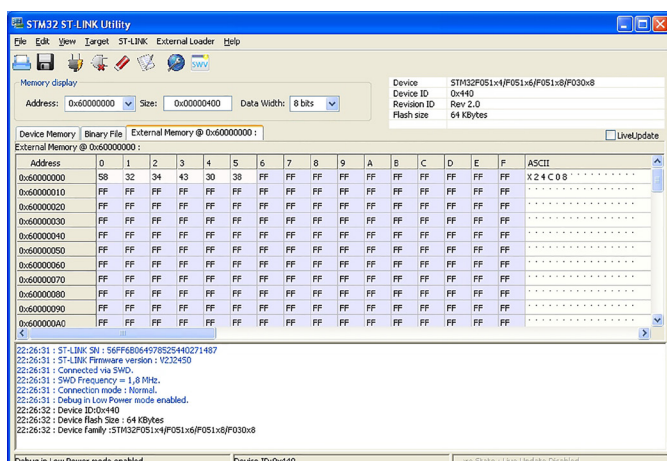 STM32 ST-LINK Utility
File Edit View Target ST-LINK External Loader Help
SWV
Memory display
Address: 0x60000000 Size: 0x00000400 Data Width: 8 bits
Device STM32F051x4/F051x6/F051x8/F030x8
Device ID 0x440
Revision ID Rev 2.0
Flash size 64 KBytes
Device Memory Binary File External Memory @ 0x60000000 : LiveUpdate
External Memory @ 0x60000000 :
Address 0 1 2 3 4 5 6 7 8 9 A B C D E F ASCII
0x60000000 58 32 34 43 30 38 FF FF FF FF FF FF FF FF FF FF X24C08..........
0x60000010 FF FF FF FF FF FF FF FF FF FF FF FF FF FF FF FF ................
0x60000020 FF FF FF FF FF FF FF FF FF FF FF FF FF FF FF FF ................
0x60000030 FF FF FF FF FF FF FF FF FF FF FF FF FF FF FF FF ................
0x60000040 FF FF FF FF FF FF FF FF FF FF FF FF FF FF FF FF ................
0x60000050 FF FF FF FF FF FF FF FF FF FF FF FF FF FF FF FF ................
0x60000060 FF FF FF FF FF FF FF FF FF FF FF FF FF FF FF FF ................
0x60000070 FF FF FF FF FF FF FF FF FF FF FF FF FF FF FF FF ................
0x60000080 FF FF FF FF FF FF FF FF FF FF FF FF FF FF FF FF ................
0x60000090 FF FF FF FF FF FF FF FF FF FF FF FF FF FF FF FF ................
0x600000A0 FF FF FF FF FF FF FF FF FF FF FF FF FF FF FF FF ................
22:26:31 : ST-LINK SN : 56FF6B064978525440271487
22:26:31 : ST-LINK Firmware version : V2J24S0
22:26:31 : Connected via SWD.
22:26:31 : SWD Frequency = 1,8 MHz.
22:26:31 : Connection mode : Normal.
22:26:31 : Debug in Low Power mode enabled.
22:26:32 : Device ID:0x440
22:26:32 : Device flash Size : 64 KBytes
22:26:32 : Device family :STM32F051x4/F051x6/F051x8/F030x8
Debug in Low Power mode enabled. Device ID:0x440 Live Update Disabled